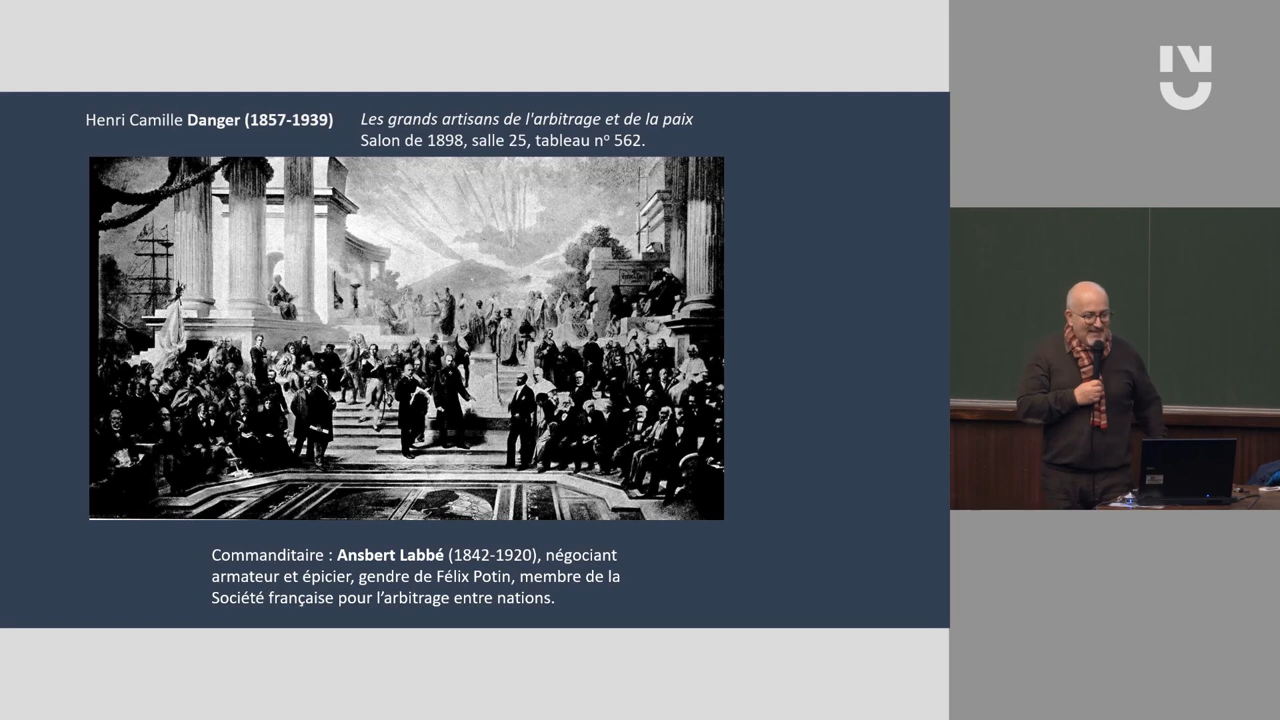 Henri Camille Danger (1857-1939)
Les grands artisans de l'arbitrage et de la paix
Salon de 1898, salle 25, tableau nº 562.
Commanditaire : Ansbert Labbé (1842-1920), négociant
armateur et épicier, gendre de Félix Potin, membre de la
Société française pour l’arbitrage entre nations.